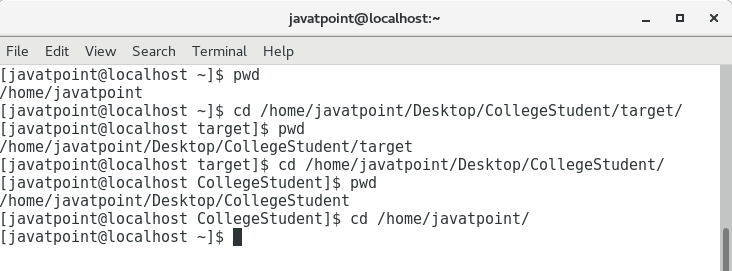 javatpoint@localhost:~
File Edit View Search Terminal Help
[javatpoint@localhost ~]$ pwd
/home/javatpoint
[javatpoint@localhost ~]$ cd /home/javatpoint/Desktop/CollegeStudent/target/
[javatpoint@localhost target]$ pwd
/home/javatpoint/Desktop/CollegeStudent/target
[javatpoint@localhost target]$ cd /home/javatpoint/Desktop/CollegeStudent/
[javatpoint@localhost CollegeStudent]$ pwd
/home/javatpoint/Desktop/CollegeStudent
[javatpoint@localhost CollegeStudent]$ cd /home/javatpoint/
[javatpoint@localhost ~]$